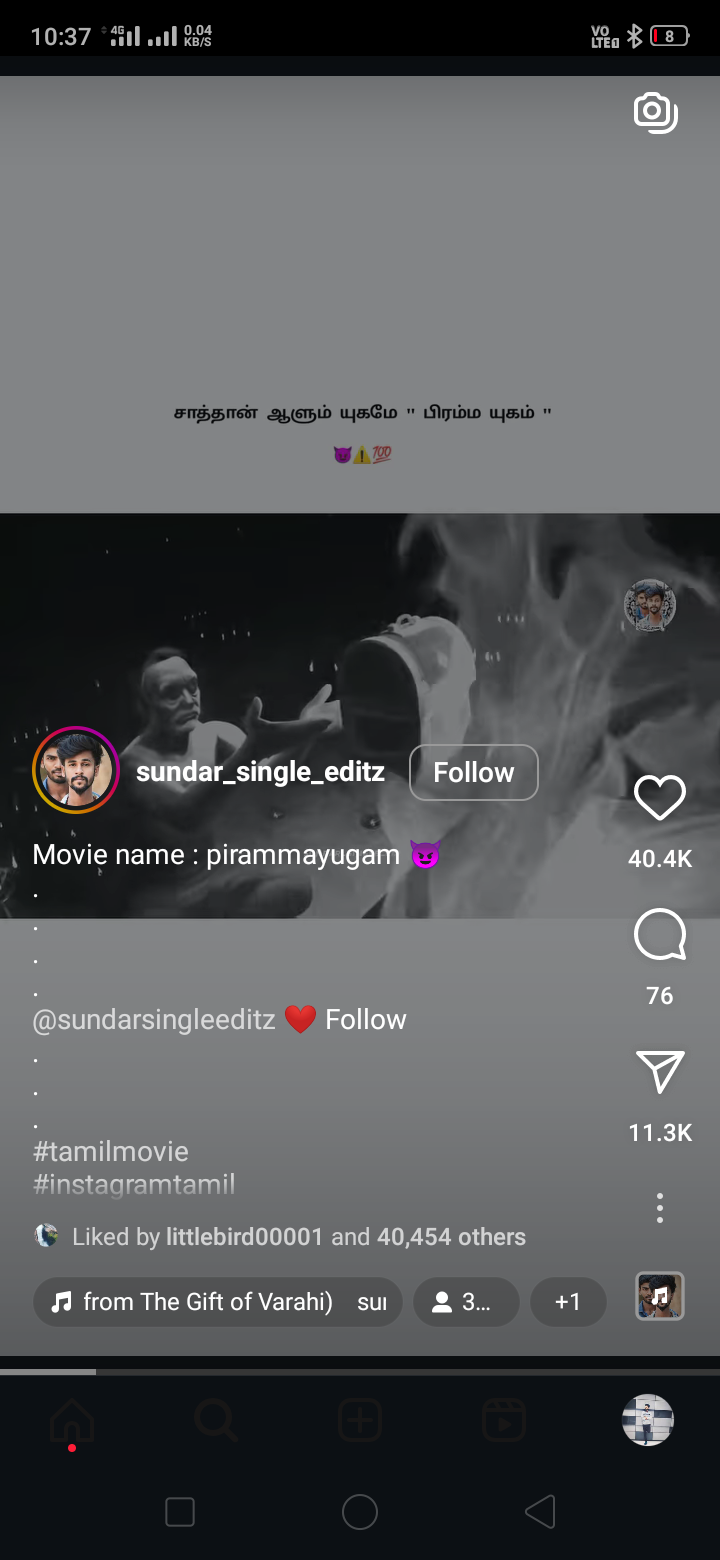 10:37 4G 0.04 KB/S VO LTE 8
சாத்தான் ஆளும் யுகமே " பிரம்ம யுகம் "
😈⚠️💯
sundar_single_editz Follow
Movie name : pirammayugam 😈
.
.
.
.
@sundarsingleeditz ❤️ Follow
.
.
.
#tamilmovie
#instagramtamil
40.4K
76
11.3K
Liked by littlebird00001 and 40,454 others
from The Gift of Varahi) sun 3... +1